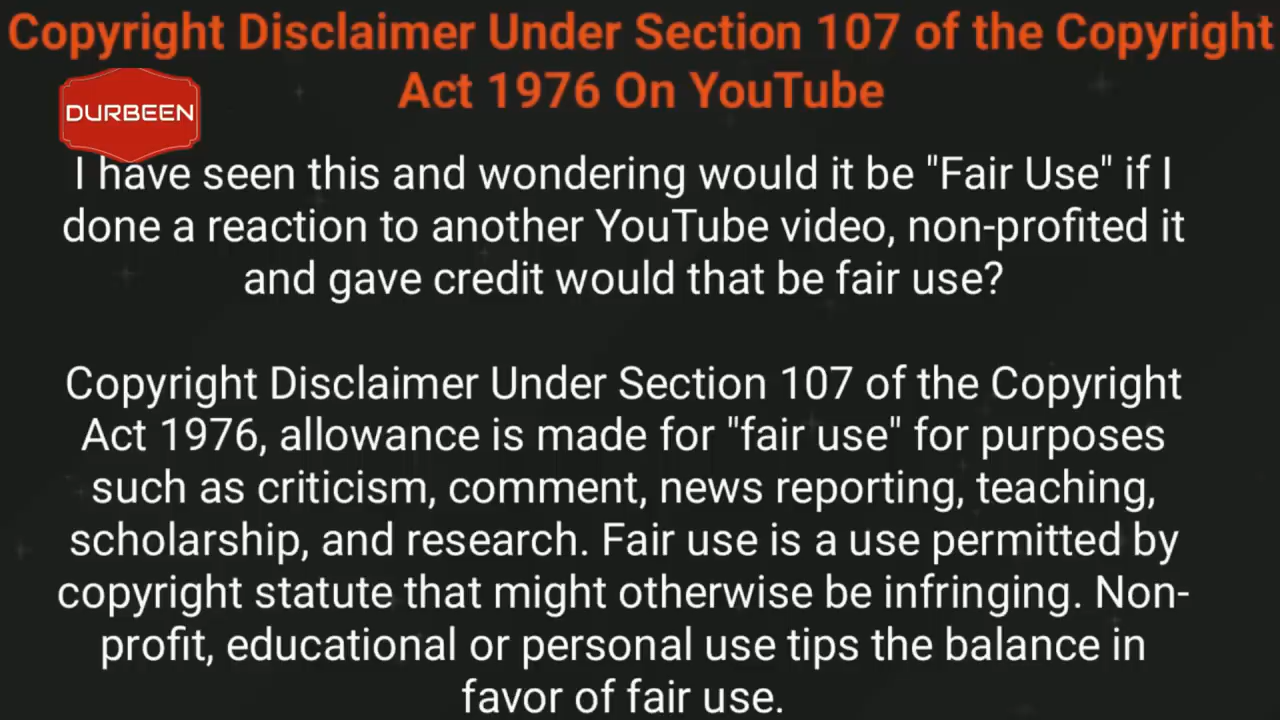 Copyright Disclaimer Under Section 107 of the Copyright
Act 1976 On YouTube
DURBEEN
I have seen this and wondering would it be "Fair Use" if I
done a reaction to another YouTube video, non-profited it
and gave credit would that be fair use?
Copyright Disclaimer Under Section 107 of the Copyright
Act 1976, allowance is made for "fair use" for purposes
such as criticism, comment, news reporting, teaching,
scholarship, and research. Fair use is a use permitted by
copyright statute that might otherwise be infringing. Non-
profit, educational or personal use tips the balance in
favor of fair use.